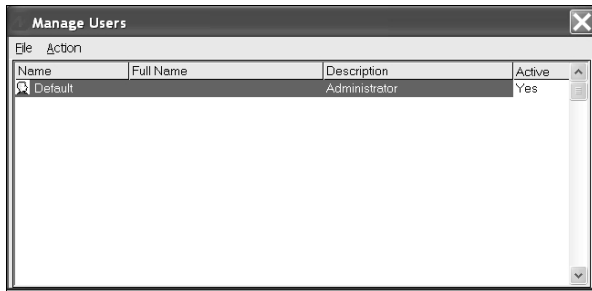 Manage Users
File Action
Name Full Name Description Active
Default Administrator Yes